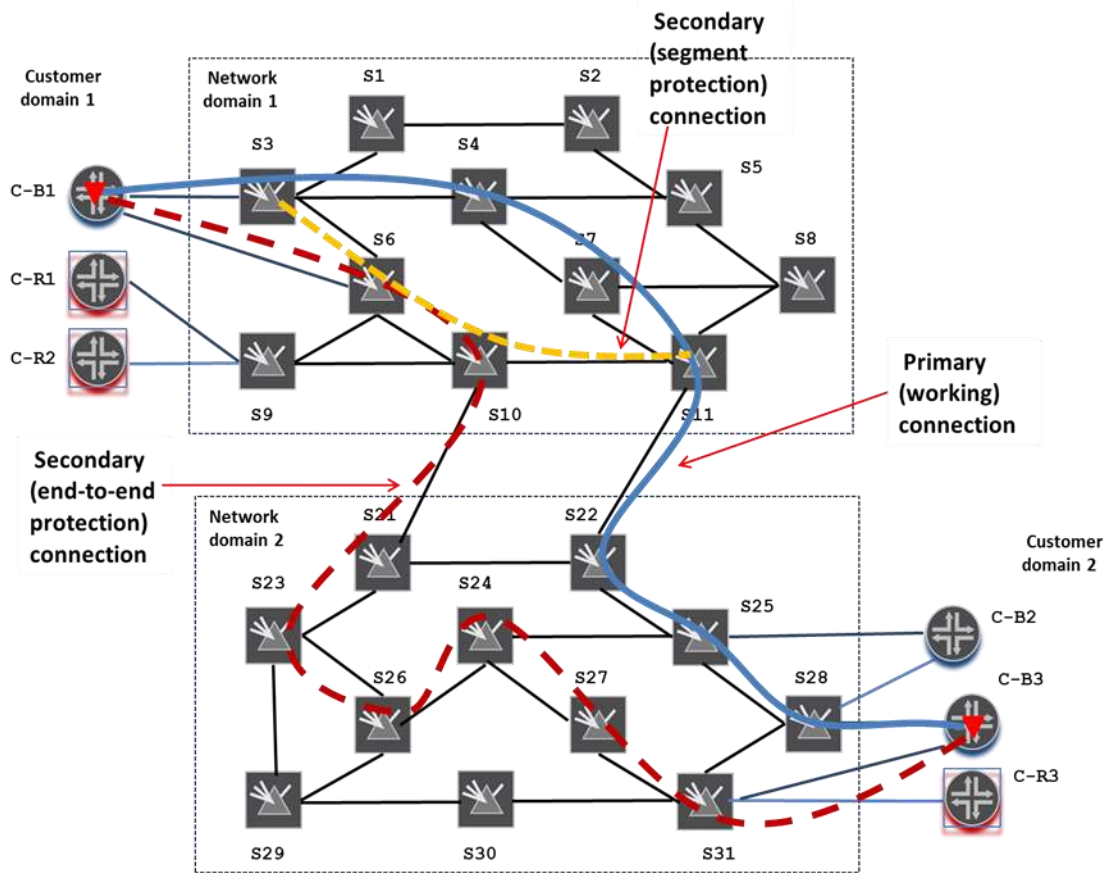 Secondary
(segment
protection)
connection
Customer
domain 1
Network
domain 1
S1
S2
S3
S4
S5
C-B1
S6
S7
S8
C-R1
C-R2
S9
S10
S11
Primary
(working)
connection
Secondary
(end-to-end
protection)
connection
Network
domain 2
S21
S22
Customer
domain 2
S23
S24
S25
C-B2
S26
S27
S28
C-B3
C-R3
S29
S30
S31